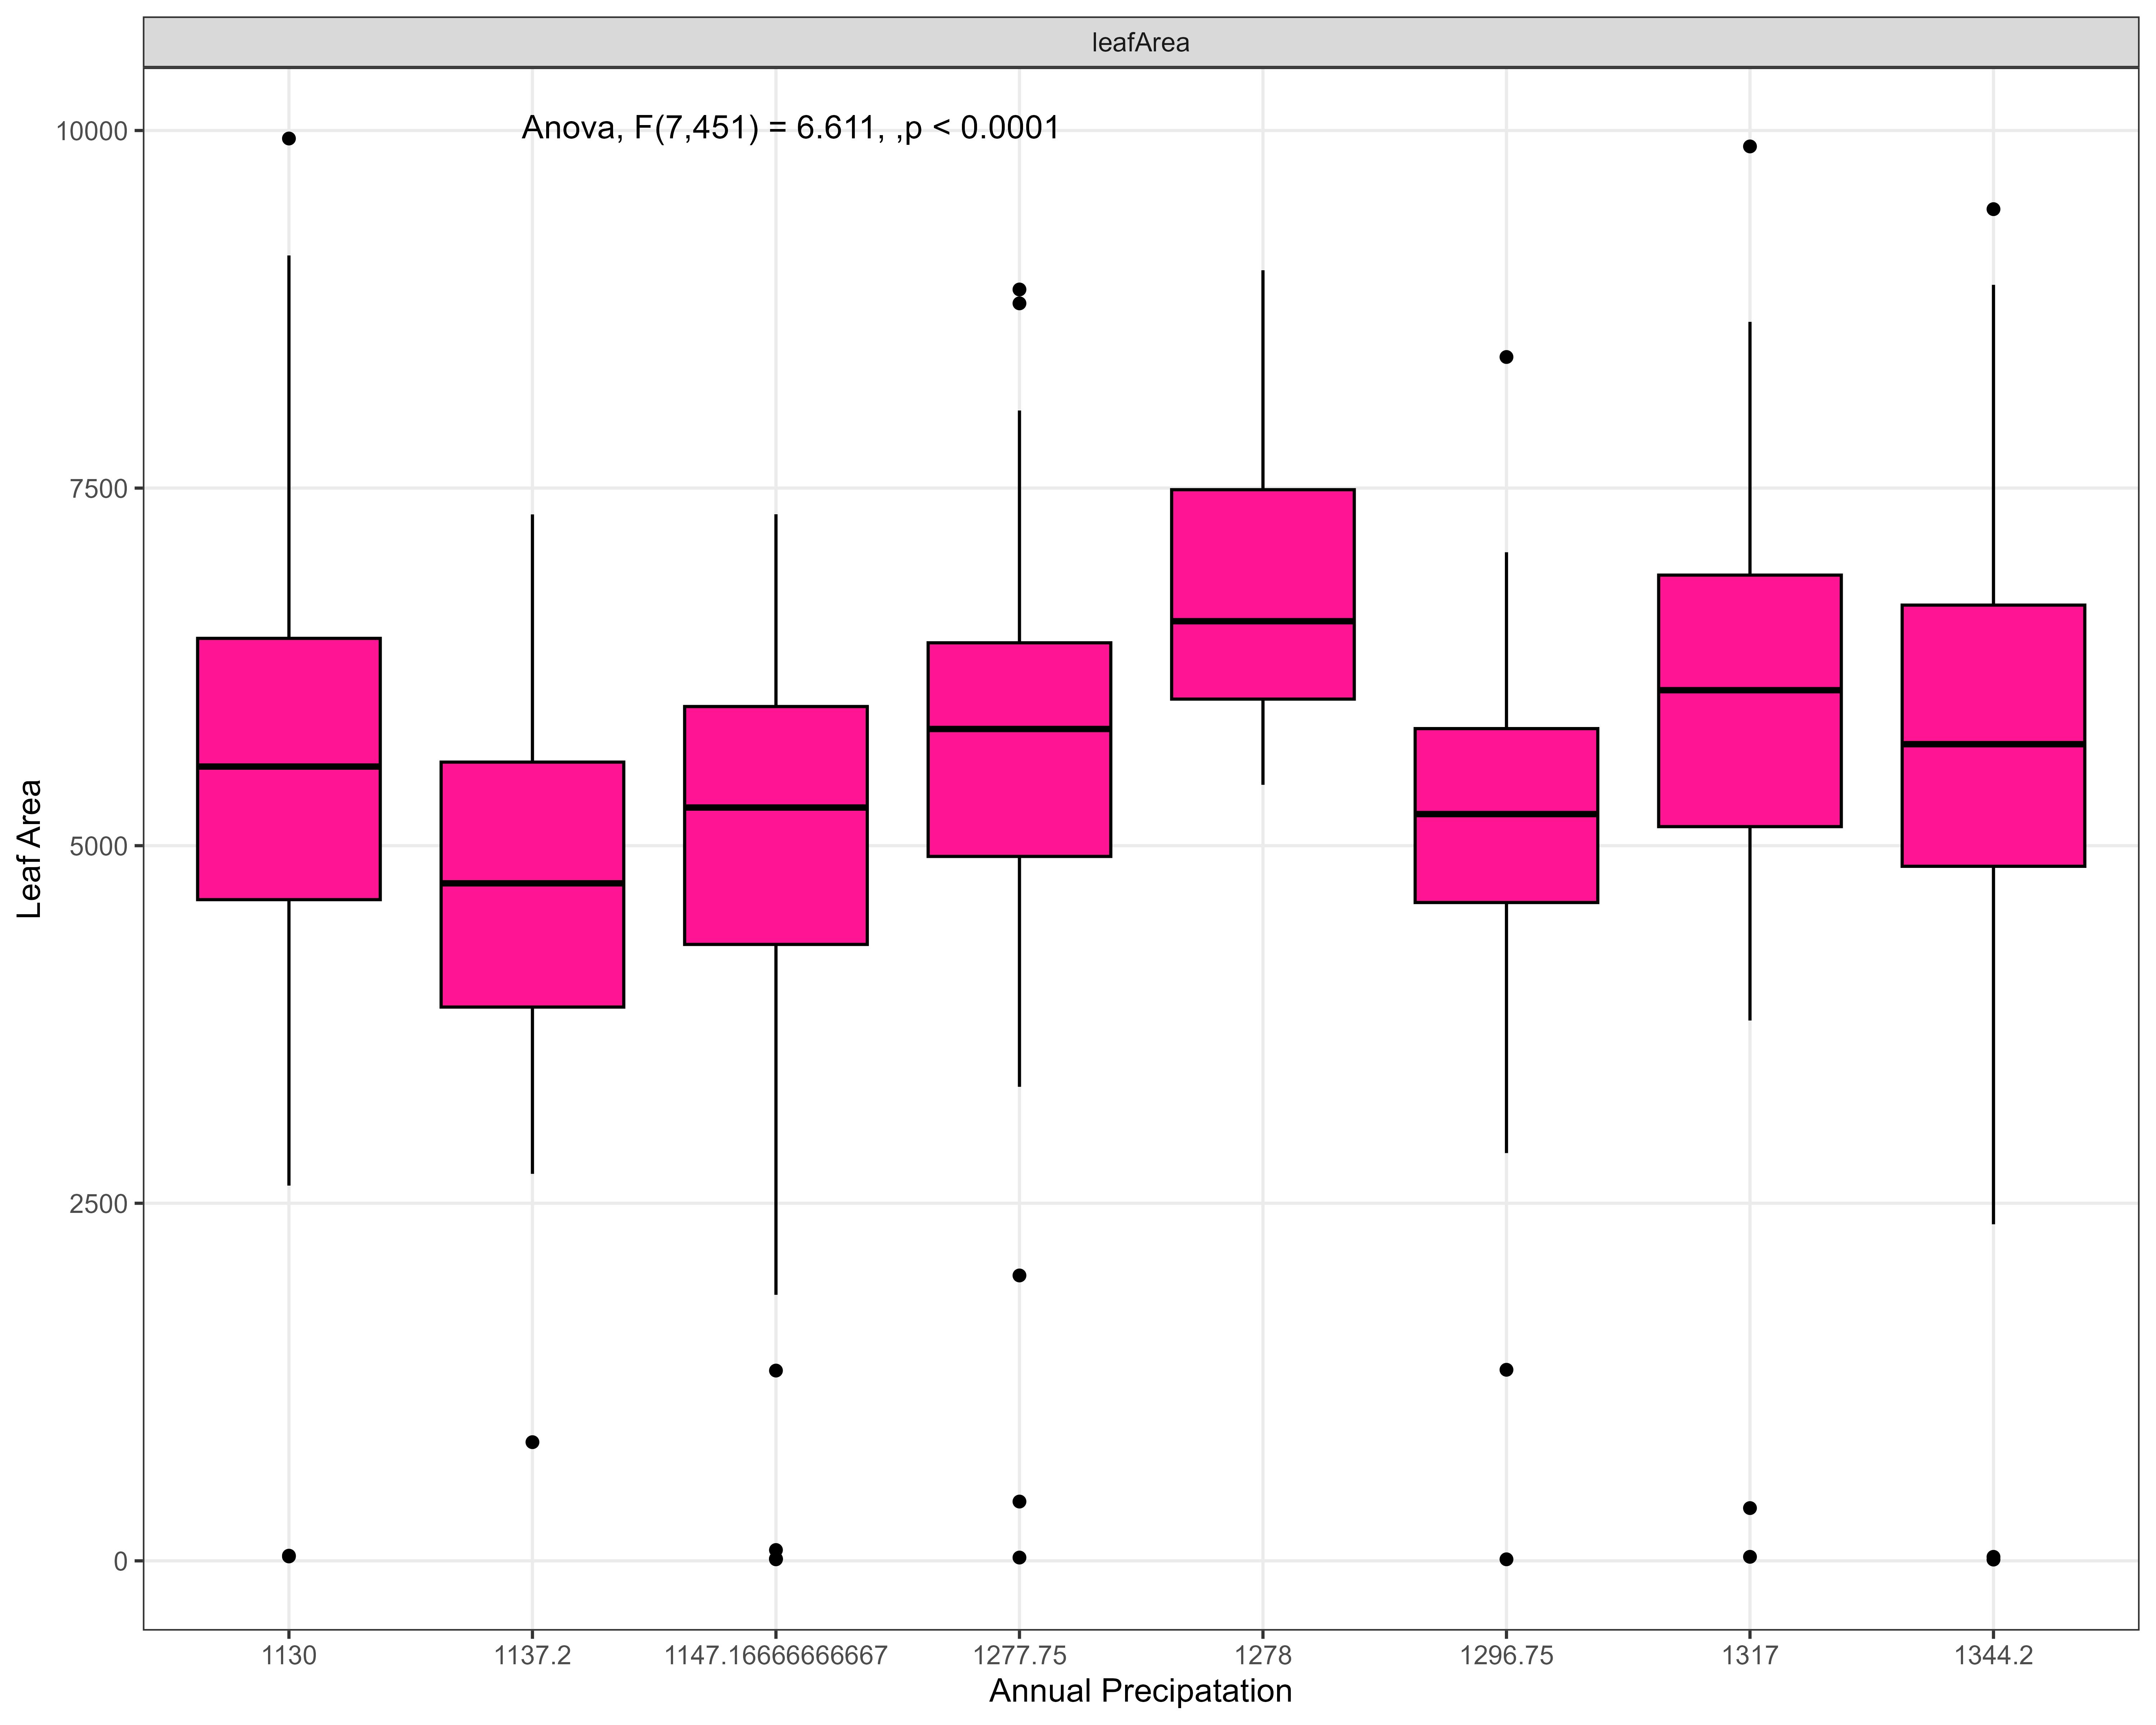 leafArea
Anova, F(7,451) = 6.611, ,p < 0.0001
10000
7500
5000
2500
0
Leaf Area
1130 1137.2 1147.16666666667 1277.75 1278 1296.75 1317 1344.2
Annual Precipatation